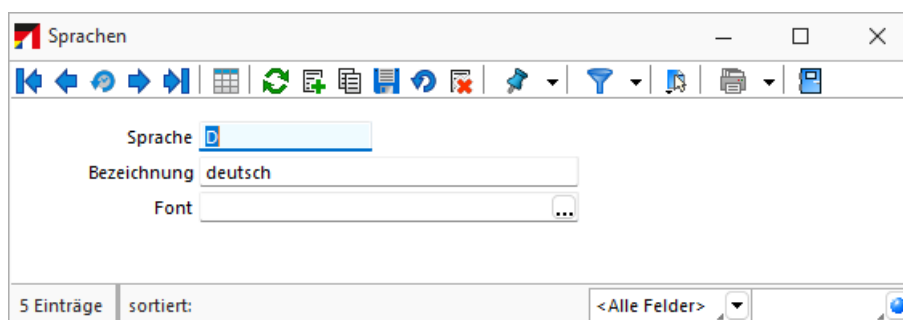 Sprachen
Sprache D
Bezeichnung deutsch
Font ...
5 Einträge sortiert: <Alle Felder>